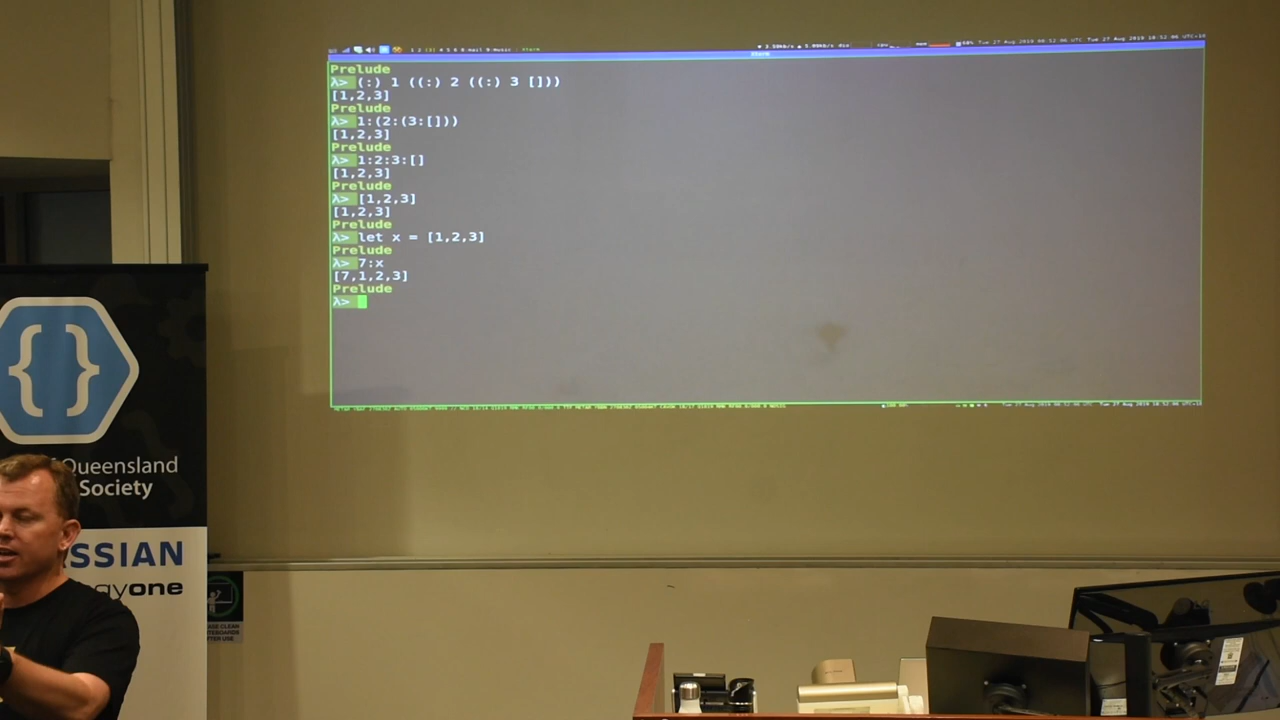 Prelude
λ> (:) 1 ((:) 2 ((:) 3 []))
[1,2,3]
Prelude
λ> 1:(2:(3:[]))
[1,2,3]
Prelude
λ> 1:2:3:[]
[1,2,3]
Prelude
λ> [1,2,3]
[1,2,3]
Prelude
λ> let x = [1,2,3]
Prelude
λ> 7:x
[7,1,2,3]
Prelude
λ>
{ }
Queensland
Society
SSIAN
gyone